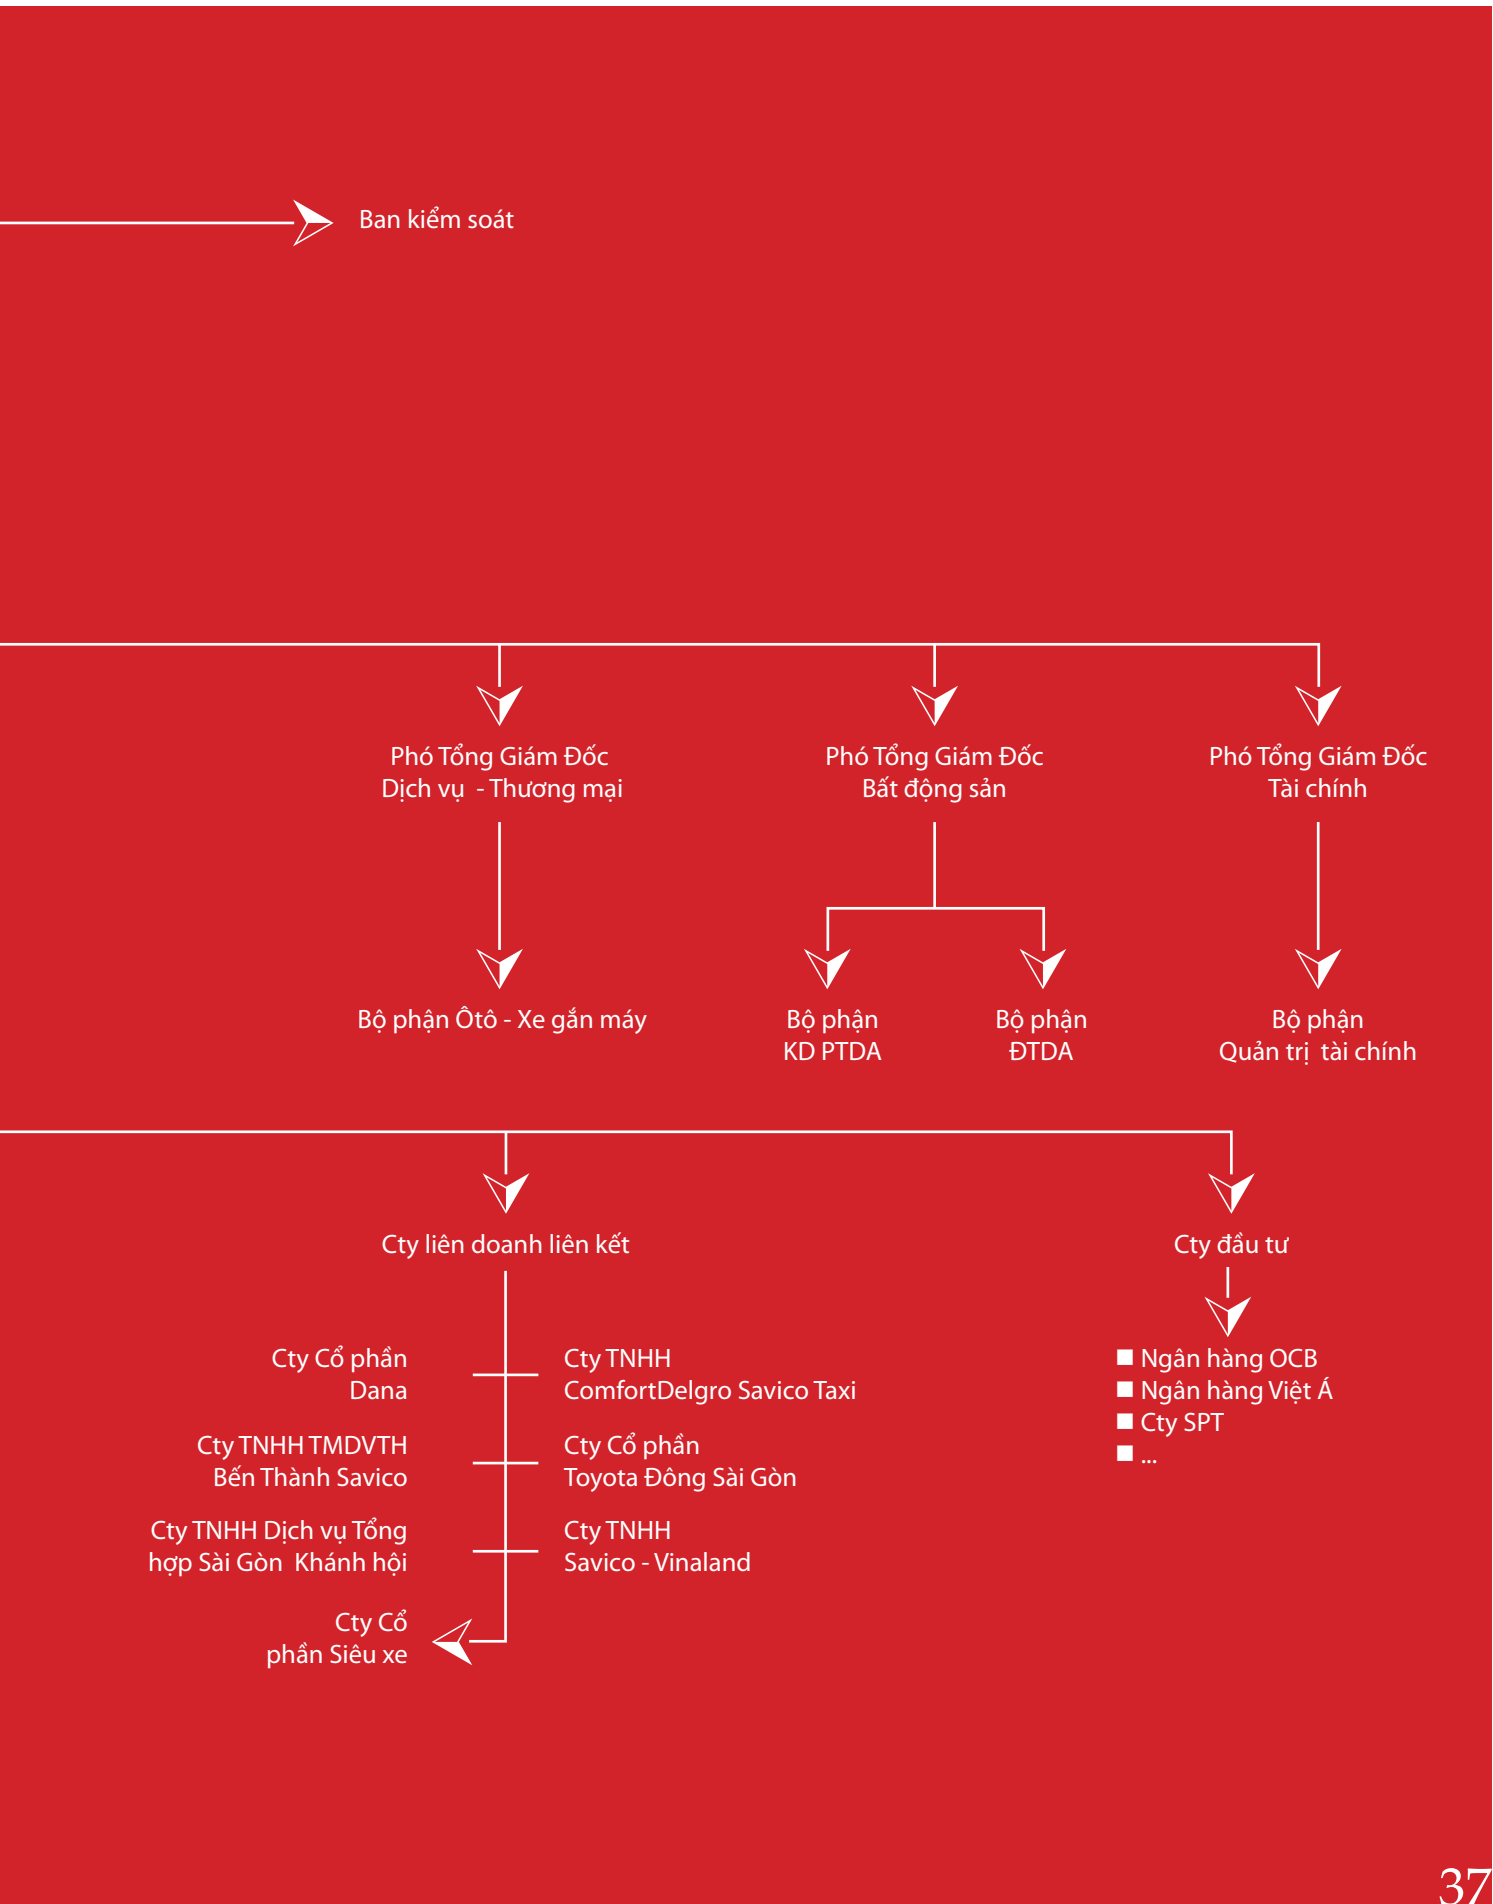 Ban kiểm soát
Phó Tổng Giám Đốc
Dịch vụ - Thương mại
Phó Tổng Giám Đốc
Bất động sản
Phó Tổng Giám Đốc
Tài chính
Bộ phận Ôtô - Xe gắn máy
Bộ phận
KD PTDA
Bộ phận
ĐTDA
Bộ phận
Quản trị tài chính
Cty liên doanh liên kết
Cty Cổ phần
Dana
Cty TNHH
ComfortDelgro Savico Taxi
Cty TNHH TMDVTH
Bến Thành Savico
Cty Cổ phần
Toyota Đông Sài Gòn
Cty TNHH Dịch vụ Tổng
hợp Sài Gòn Khánh hội
Cty TNHH
Savico - Vinaland
Cty Cổ
phần Siêu xe
Cty đầu tư
Ngân hàng OCB
Ngân hàng Việt Á
Cty SPT
...
37